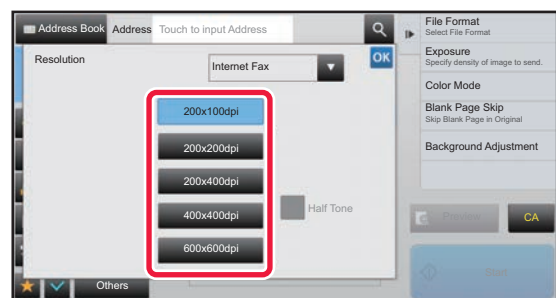 Address Book Address Touch to input Address
Resolution
Internet Fax
OK
200x100dpi
200x200dpi
200x400dpi
400x400dpi
600x600dpi
Half Tone
Others
File Format
Select File Format
Exposure
Specify density of image to send.
Color Mode
Blank Page Skip
Skip Blank Page in Original
Background Adjustment
Preview
CA
Start